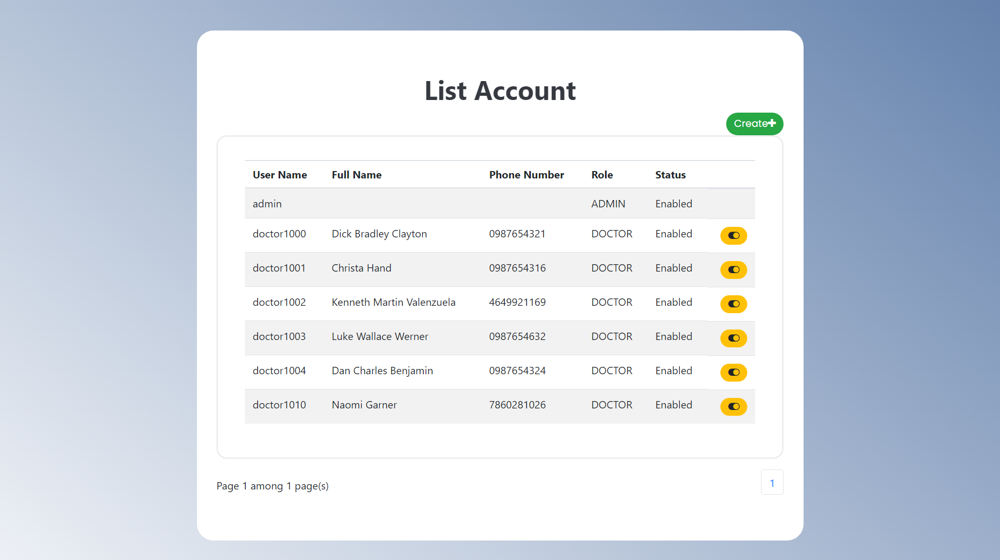 List Account
Create
User Name Full Name Phone Number Role Status
admin ADMIN Enabled
doctor1000 Dick Bradley Clayton 0987654321 DOCTOR Enabled
doctor1001 Christa Hand 0987654316 DOCTOR Enabled
doctor1002 Kenneth Martin Valenzuela 4649921169 DOCTOR Enabled
doctor1003 Luke Wallace Werner 0987654632 DOCTOR Enabled
doctor1004 Dan Charles Benjamin 0987654324 DOCTOR Enabled
doctor1010 Naomi Garner 7860281026 DOCTOR Enabled
Page 1 among 1 page(s) 1